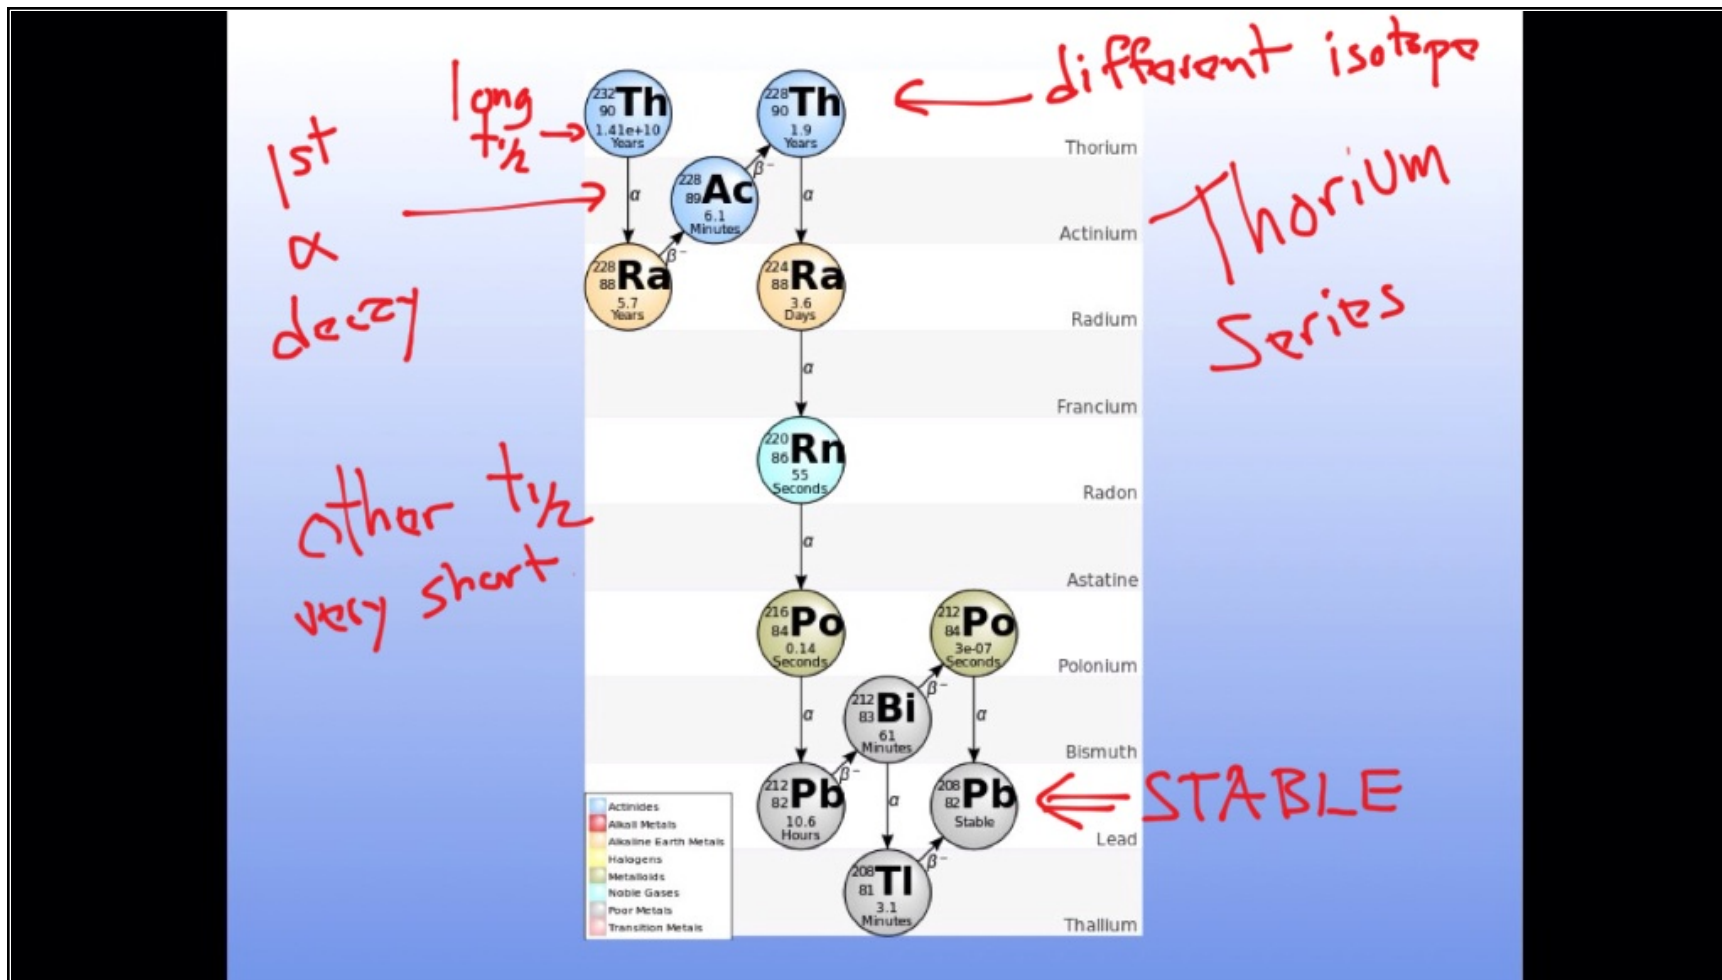 different isotope
long
t½
1st
α
decay
Thorium
Series
other t½
very short
STABLE
232
90
Th
1.41e+10
Years
228
90
Th
1.9
Years
Thorium
α
228
89
Ac
6.1
Minutes
β⁻
α
Actinium
β⁻
228
88
Ra
5.7
Years
224
88
Ra
3.6
Days
Radium
α
Francium
220
86
Rn
55
Seconds
Radon
α
Astatine
216
84
Po
0.14
Seconds
212
84
Po
3e-07
Seconds
Polonium
α
212
83
Bi
61
Minutes
β⁻
α
Bismuth
β⁻
212
82
Pb
10.6
Hours
α
208
82
Pb
Stable
Lead
β⁻
208
81
Tl
3.1
Minutes
Thallium
Actinides
Alkali Metals
Alkaline Earth Metals
Halogens
Metalloids
Noble Gases
Poor Metals
Transition Metals